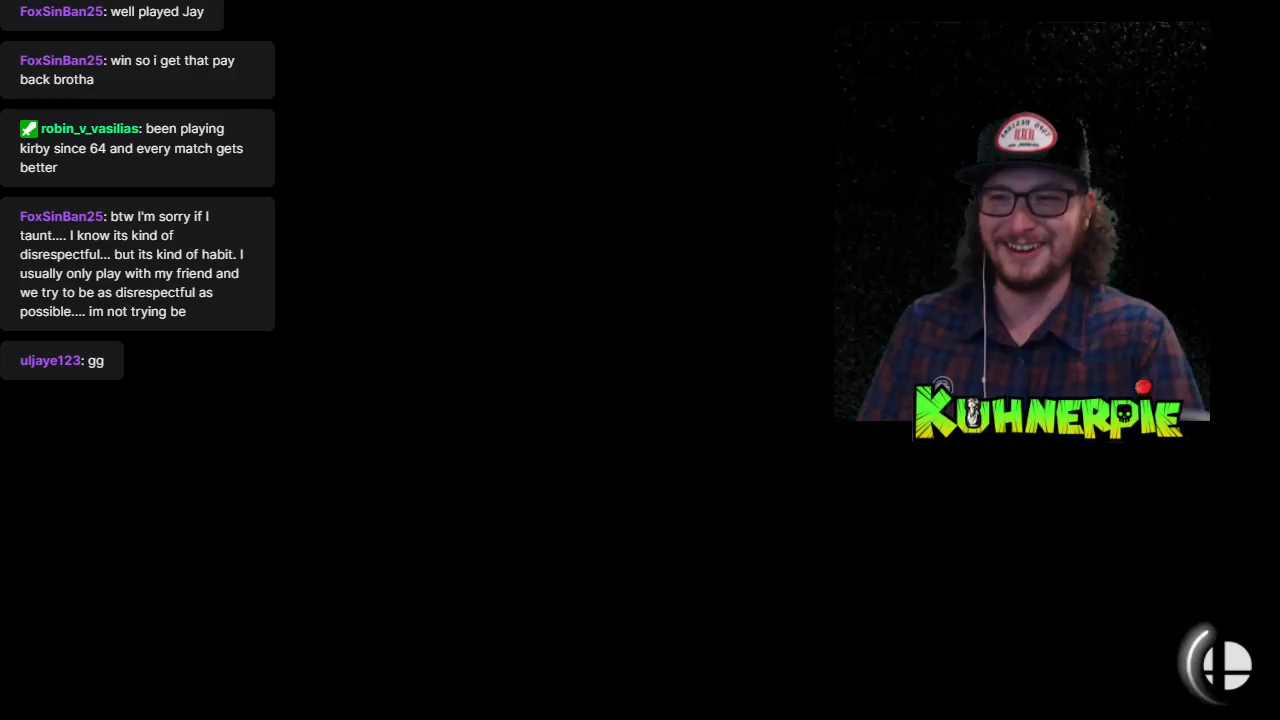 FoxSinBan25: well played Jay
FoxSinBan25: win so i get that pay
back brotha
robin_v_vasilias: been playing
kirby since 64 and every match gets
better
FoxSinBan25: btw I'm sorry if I
taunt.... I know its kind of
disrespectful... but its kind of habit. I
usually only play with my friend and
we try to be as disrespectful as
possible.... im not trying be
uljaye123: gg
KUHNERPIE